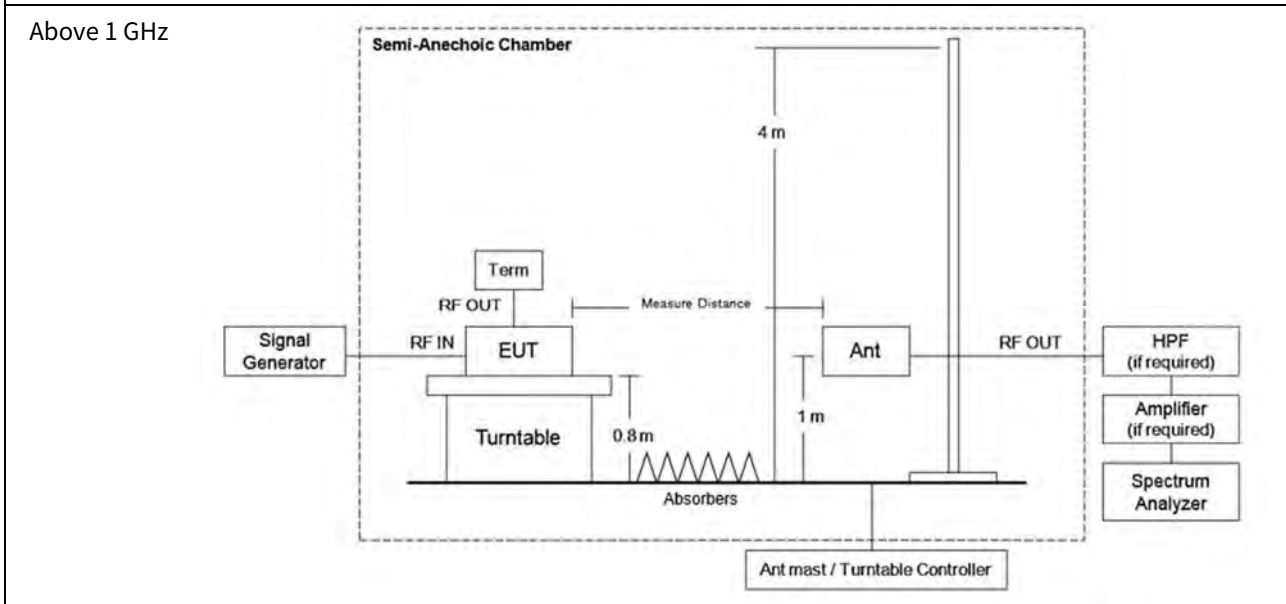 Above 1 GHz
Semi-Anechoic Chamber
4 m
Term
RF OUT
Measure Distance
Signal
Generator
RF IN
EUT
Ant
RF OUT
HPF
(if required)
1 m
Amplifier
(if required)
Turntable
0.8 m
Spectrum
Analyzer
Absorbers
Ant mast / Turntable Controller